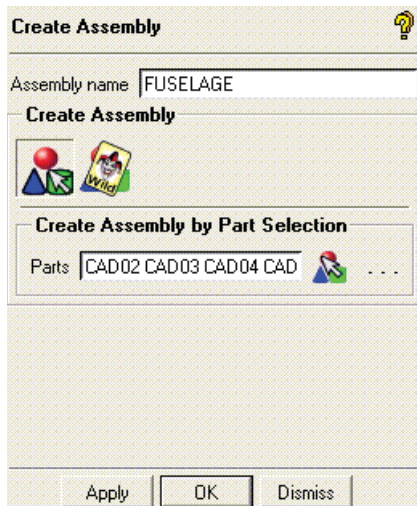 Create Assembly
Assembly name FUSELAGE
Create Assembly
Wild
Create Assembly by Part Selection
Parts CAD02 CAD03 CAD04 CAD ...
Apply OK Dismiss